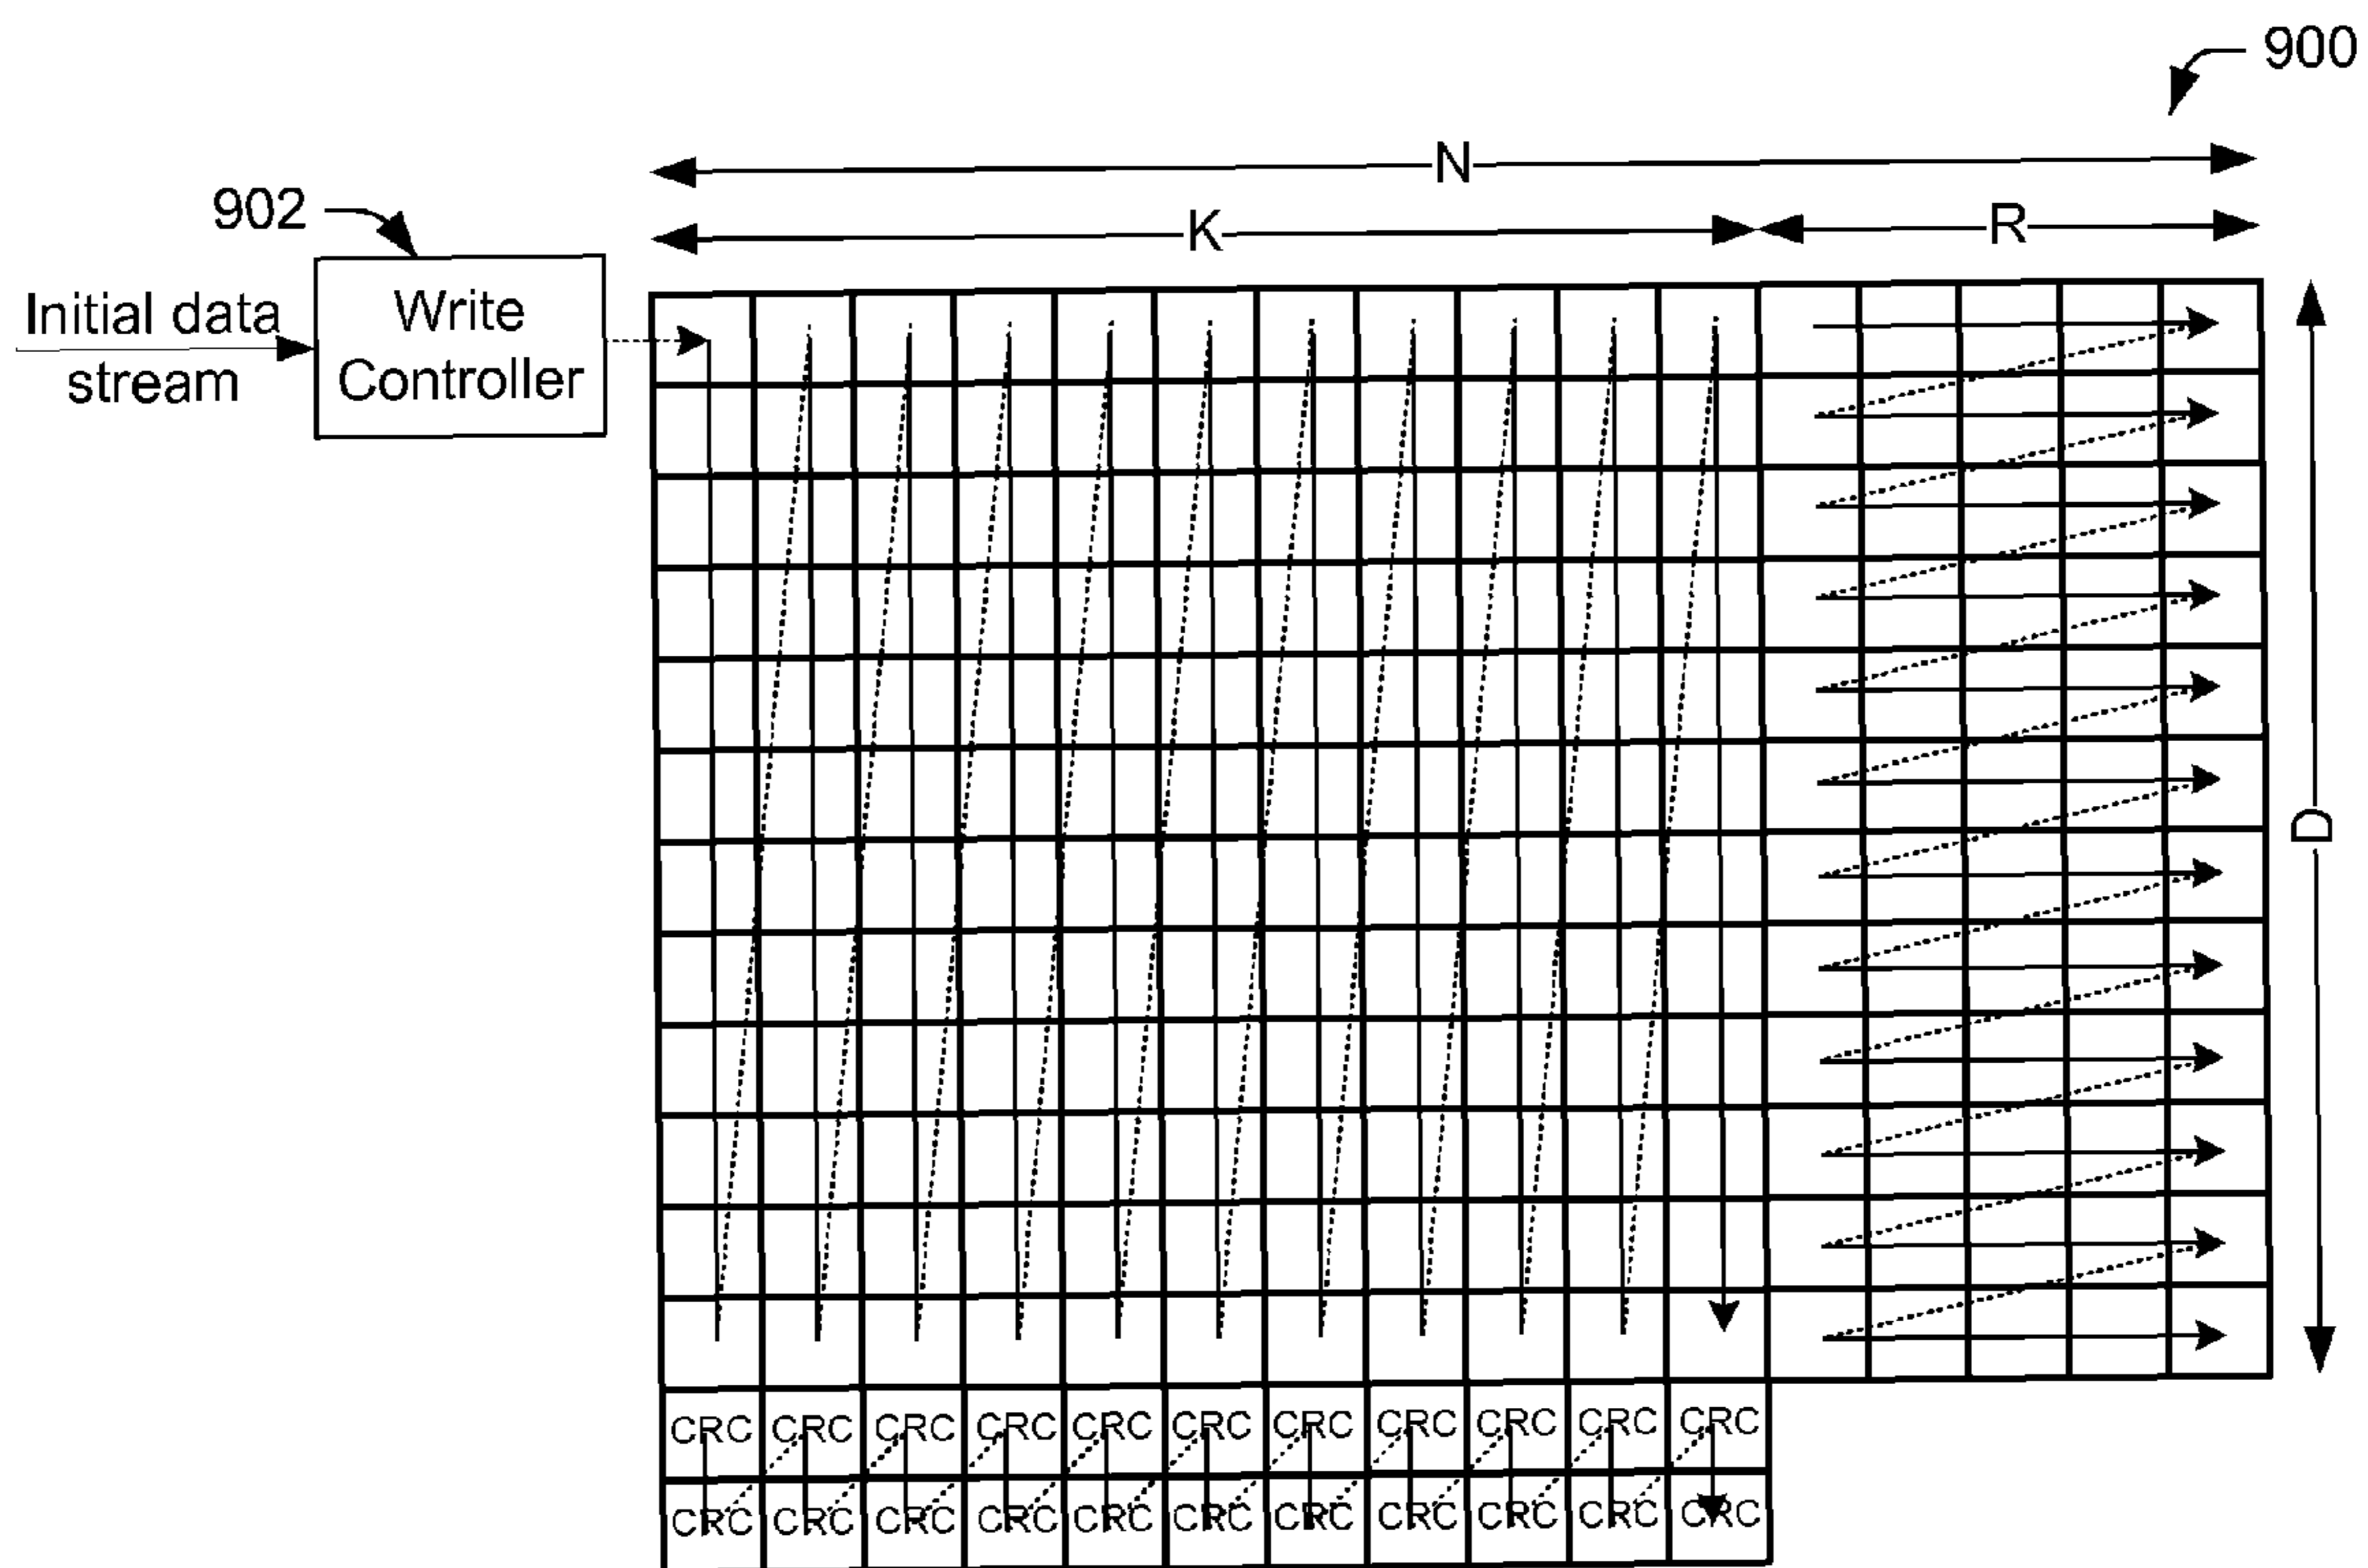 900
N
902
K
R
Initial data
stream
Write
Controller
D
CRC CRC CRC CRC CRC CRC CRC CRC CRC CRC CRC
CRC CRC CRC CRC CRC CRC CRC CRC CRC CRC CRC